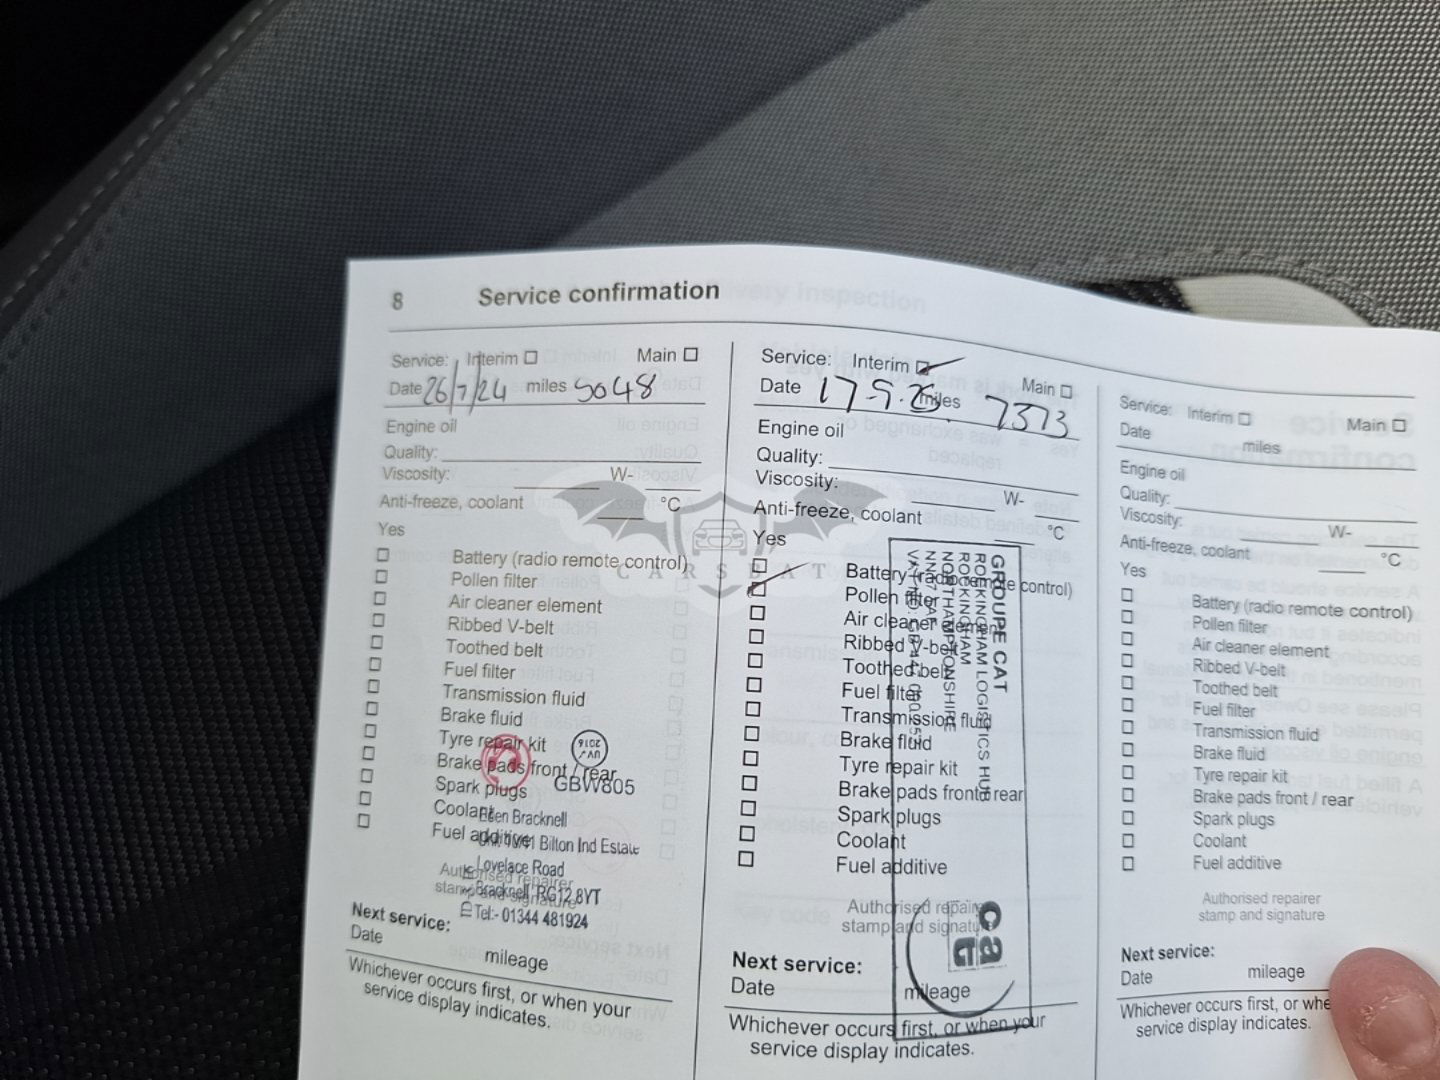 8 Service confirmation
Service: Interim Main
Date 26/7/24 miles 5048
Engine oil
Quality:
Viscosity: W-
Anti-freeze, coolant °C
Yes
Battery (radio remote control)
Pollen filter
Air cleaner element
Ribbed V-belt
Toothed belt
Fuel filter
Transmission fluid
Brake fluid
Tyre repair kit
Brake pads front / rear
Spark plugs
Coolant
Fuel additive
GBW805
Eden Bracknell
Bilton Ind Estate
Lovelace Road
Bracknell, RG12 8YT
Tel:- 01344 481924
Authorised repairer
stamp and signature
Next service:
Date mileage
Whichever occurs first, or when your
service display indicates.
Service: Interim Main
Date miles 7373
Engine oil
Quality:
Viscosity: W-
Anti-freeze, coolant °C
Yes
Battery (radio remote control)
Pollen filter
Air cleaner element
Ribbed V-belt
Toothed belt
Fuel filter
Transmission fluid
Brake fluid
Tyre repair kit
Brake pads front / rear
Spark plugs
Coolant
Fuel additive
GROUPE CAT
ROCKINGHAM LOGISTICS HUB
ROCKINGHAM
NORTHAMPTONSHIRE
cat
Authorised repairer
stamp and signature
Next service:
Date mileage
Whichever occurs first, or when your
service display indicates.
Service: Interim Main
Date miles
Engine oil
Quality:
Viscosity: W-
Anti-freeze, coolant °C
Yes
Battery (radio remote control)
Pollen filter
Air cleaner element
Ribbed V-belt
Toothed belt
Fuel filter
Transmission fluid
Brake fluid
Tyre repair kit
Brake pads front / rear
Spark plugs
Coolant
Fuel additive
Authorised repairer
stamp and signature
Next service:
Date mileage
Whichever occurs first, or whe
service display indicates.
CARSBAT